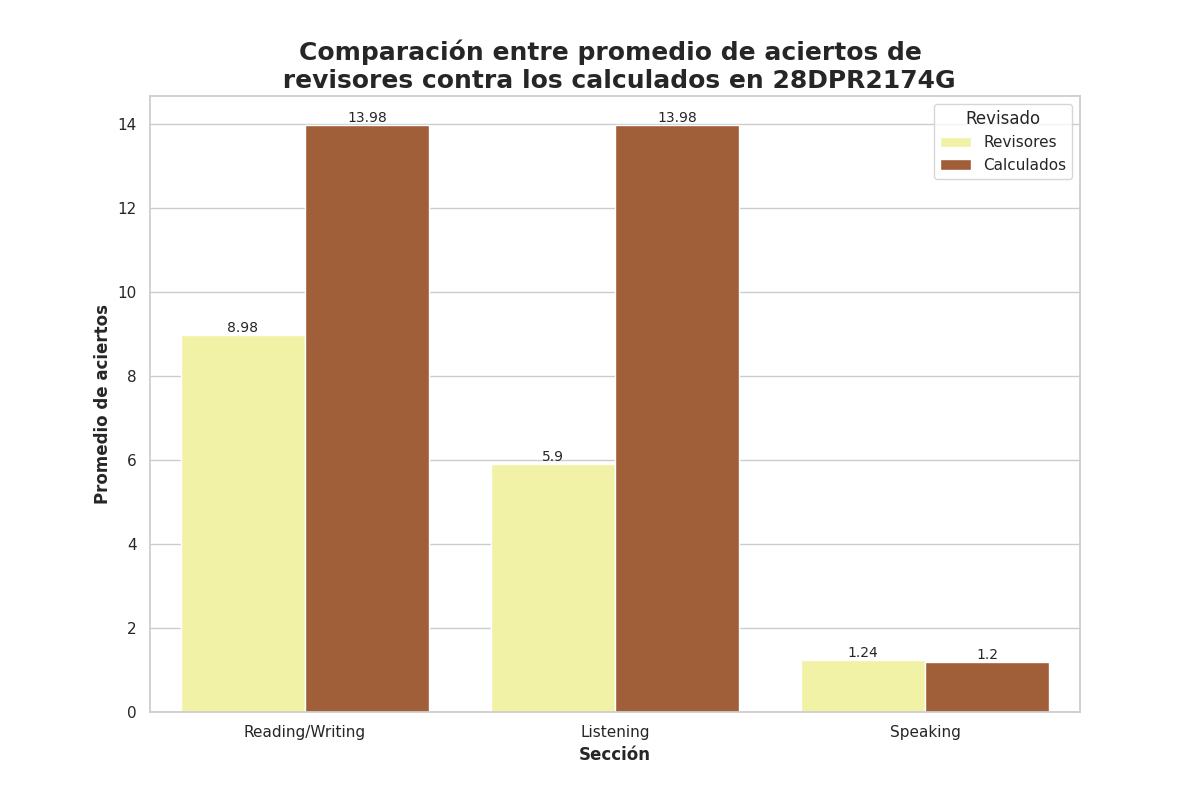 Comparación entre promedio de aciertos de
revisores contra los calculados en 28DPR2174G
Revisado
Revisores
Calculados
Promedio de aciertos
14
12
10
8
6
4
2
0
8.98
13.98
5.9
13.98
1.24
1.2
Reading/Writing
Listening
Speaking
Sección